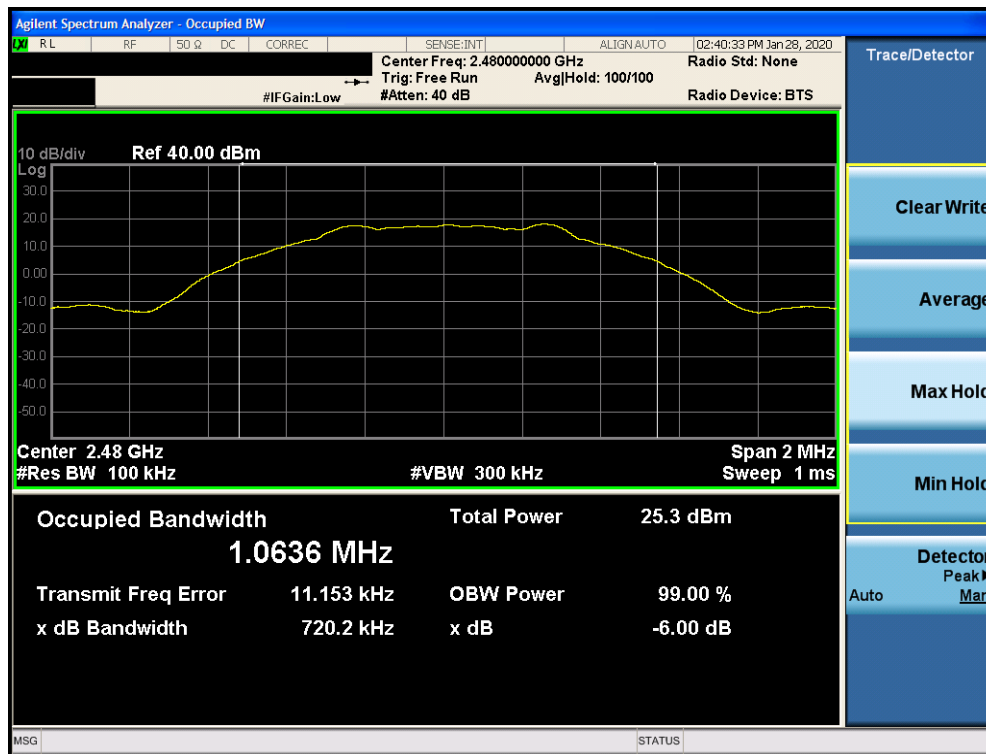 Agilent Spectrum Analyzer - Occupied BW
LXI RL RF 50 Ω DC CORREC SENSE:INT ALIGN AUTO 02:40:33 PM Jan 28, 2020
Center Freq: 2.480000000 GHz Radio Std: None
Trig: Free Run Avg|Hold: 100/100
#IFGain:Low #Atten: 40 dB Radio Device: BTS
10 dB/div Ref 40.00 dBm
Log
30.0
20.0
10.0
0.00
-10.0
-20.0
-30.0
-40.0
-50.0
Center 2.48 GHz Span 2 MHz
#Res BW 100 kHz #VBW 300 kHz Sweep 1 ms
Occupied Bandwidth Total Power 25.3 dBm
1.0636 MHz
Transmit Freq Error 11.153 kHz OBW Power 99.00 %
x dB Bandwidth 720.2 kHz x dB -6.00 dB
MSG STATUS
Trace/Detector
Clear Write
Average
Max Hold
Min Hold
Detector
Peak
Auto Man